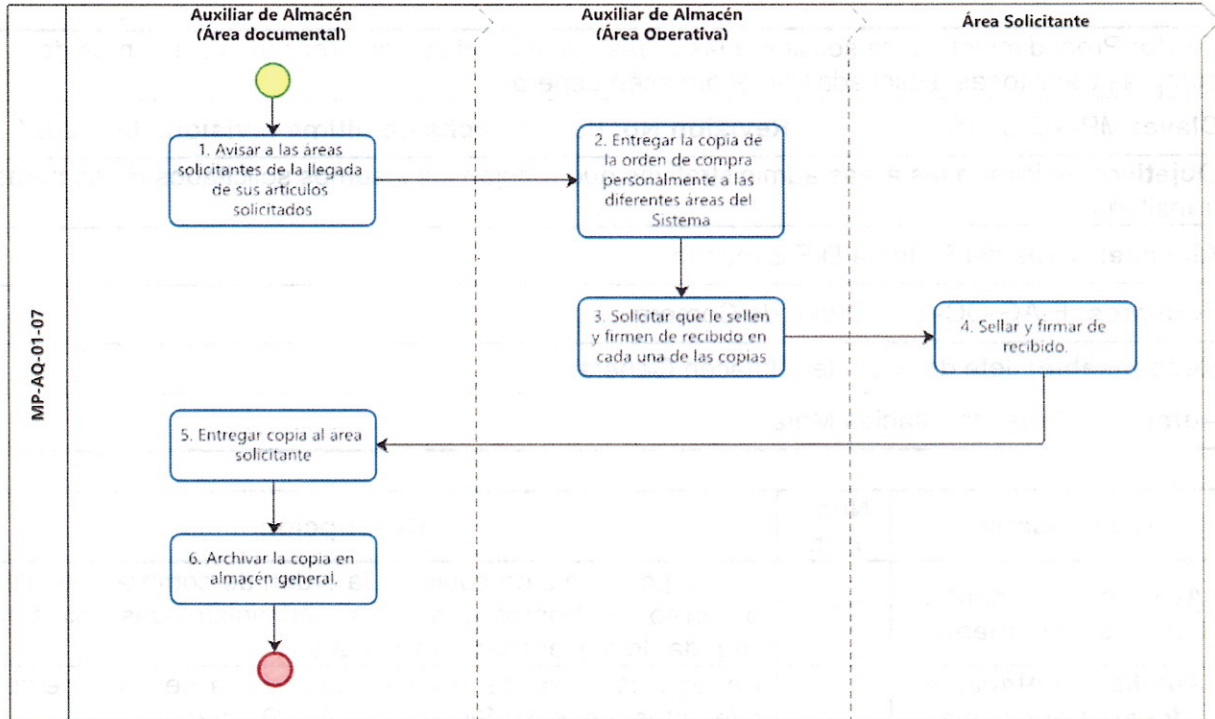 Auxiliar de Almacén
(Área documental)
Auxiliar de Almacén
(Área Operativa)
Área Solicitante
MP-AQ-01-07
1. Avisar a las áreas
solicitantes de la llegada
de sus artículos
solicitados
2. Entregar la copia de
la orden de compra
personalmente a las
diferentes áreas del
Sistema
3. Solicitar que le sellen
y firmen de recibido en
cada una de las copias
4. Sellar y firmar de
recibido.
5. Entregar copia al área
solicitante
6. Archivar la copia en
almacén general.